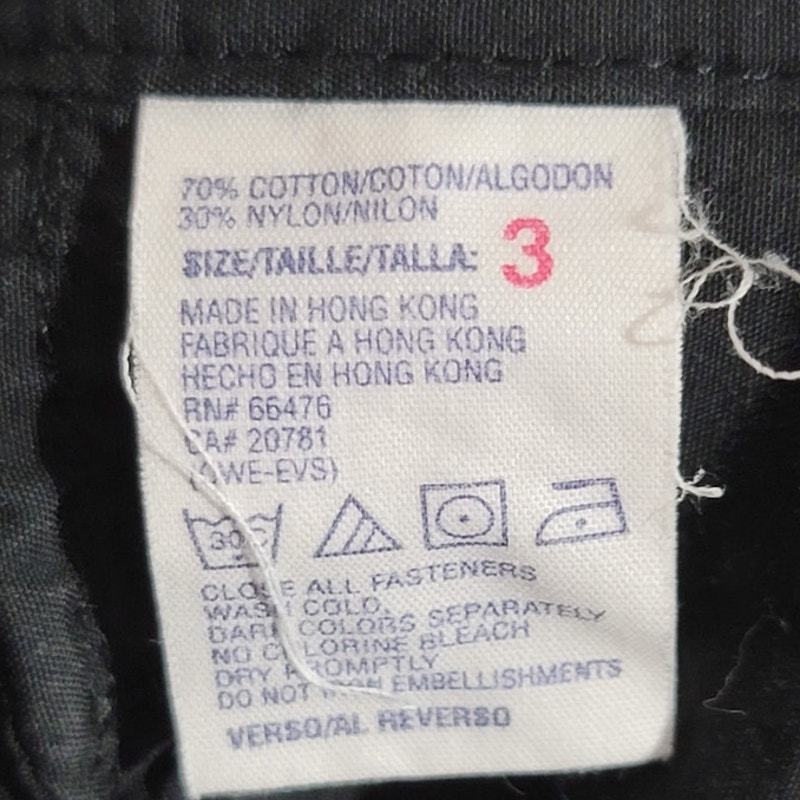 70% COTTON/COTON/ALGODON
30% NYLON/NILON
SIZE/TAILLE/TALLA: 3
MADE IN HONG KONG
FABRIQUE A HONG KONG
HECHO EN HONG KONG
RN# 66476
CA# 20781
(OWE-EVS)
30C
CLOSE ALL FASTENERS
WASH COLD.
DARK COLORS SEPARATELY
NO CHLORINE BLEACH
DRY PROMPTLY
DO NOT IRON EMBELLISHMENTS
VERSO/AL REVERSO